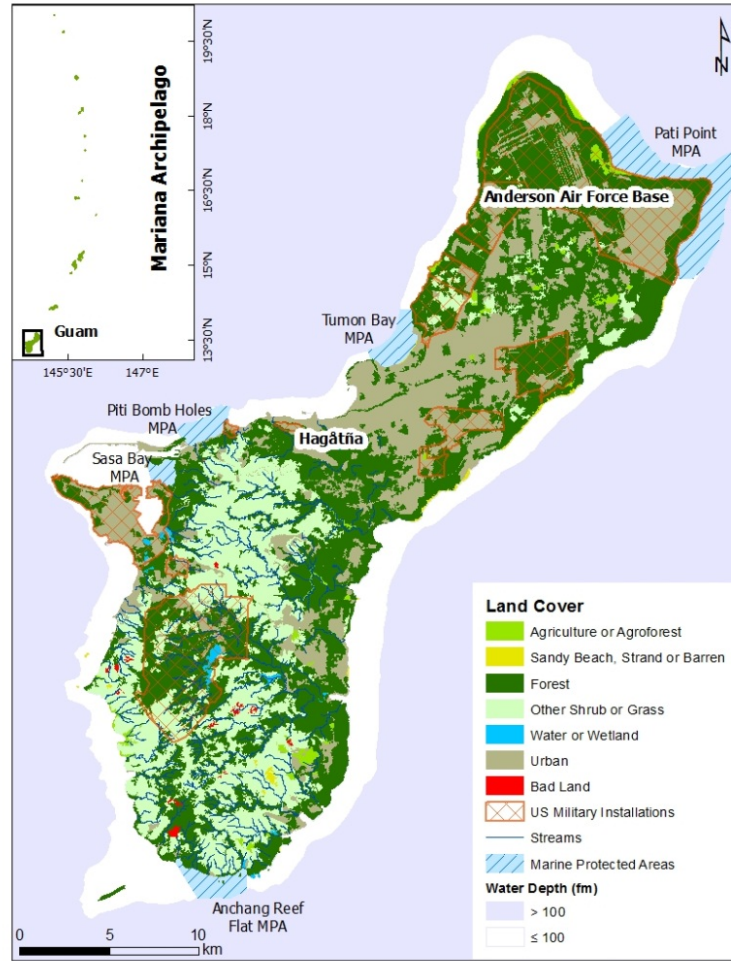 Mariana Archipelago
19°30'N
18°N
16°30'N
15°N
13°30'N
Guam
145°30'E
147°E
N
Pati Point
MPA
Anderson Air Force Base
Tumon Bay
MPA
Piti Bomb Holes
MPA
Hagåtña
Sasa Bay
MPA
Anchang Reef
Flat MPA
0
5
10
km
Land Cover
Agriculture or Agroforest
Sandy Beach, Strand or Barren
Forest
Other Shrub or Grass
Water or Wetland
Urban
Bad Land
US Military Installations
Streams
Marine Protected Areas
Water Depth (fm)
> 100
≤ 100